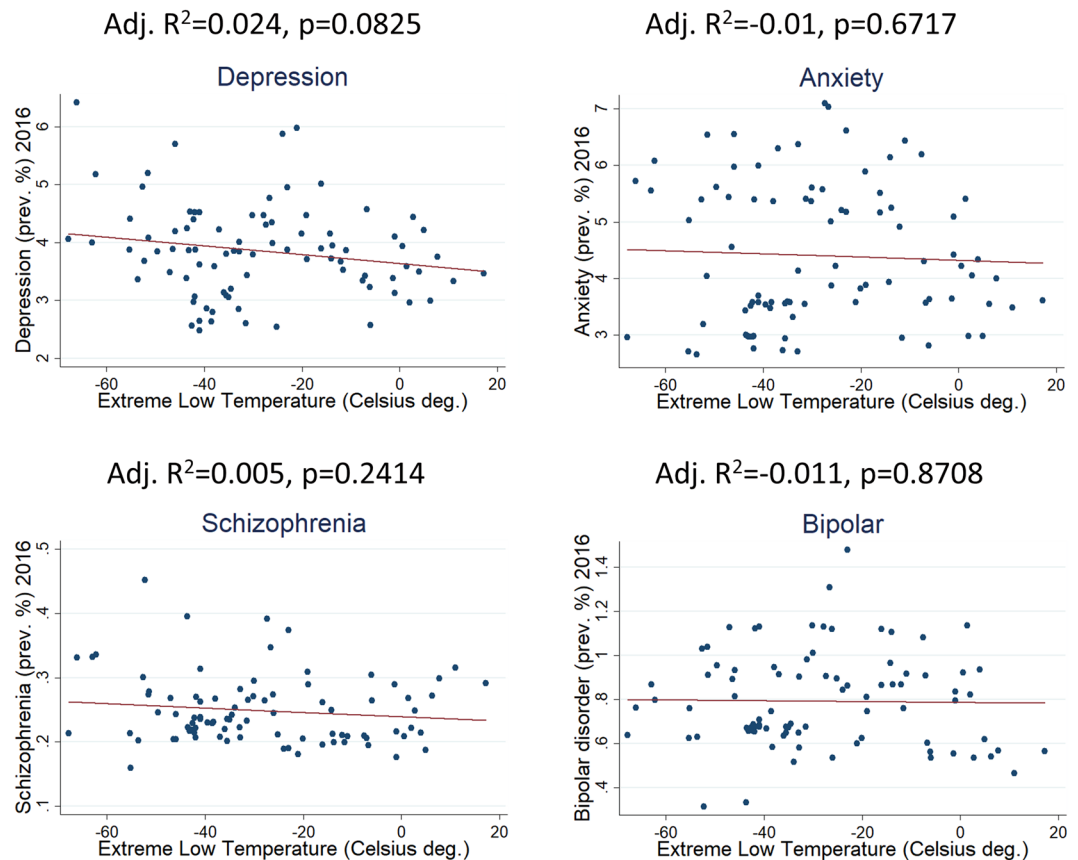 Adj. R²=0.024, p=0.0825
Depression
Depression (prev. %) 2016
6
5
4
3
2
-60 -40 -20 0 20
Extreme Low Temperature (Celsius deg.)
Adj. R²=-0.01, p=0.6717
Anxiety
Anxiety (prev. %) 2016
7
6
5
4
3
-60 -40 -20 0 20
Extreme Low Temperature (Celsius deg.)
Adj. R²=0.005, p=0.2414
Schizophrenia
Schizophrenia (prev. %) 2016
.5
.4
.3
.2
.1
-60 -40 -20 0 20
Extreme Low Temperature (Celsius deg.)
Adj. R²=-0.011, p=0.8708
Bipolar
Bipolar disorder (prev. %) 2016
1.4
1.2
1
.8
.6
.4
-60 -40 -20 0 20
Extreme Low Temperature (Celsius deg.)